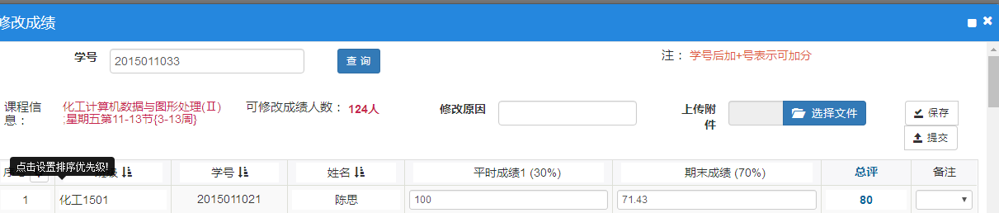 修改成绩
学号 2015011033 查 询 注： 学号后加+号表示可加分
课程信息： 化工计算机数据与图形处理(Ⅱ) ;星期五第11-13节{3-13周} 可修改成绩人数： 124人 修改原因 上传附件 选择文件 保存
提交
点击设置排序优先级!
序 班级 学号 姓名 平时成绩1 (30%) 期末成绩 (70%) 总评 备注
1 化工1501 2015011021 陈思 100 71.43 80